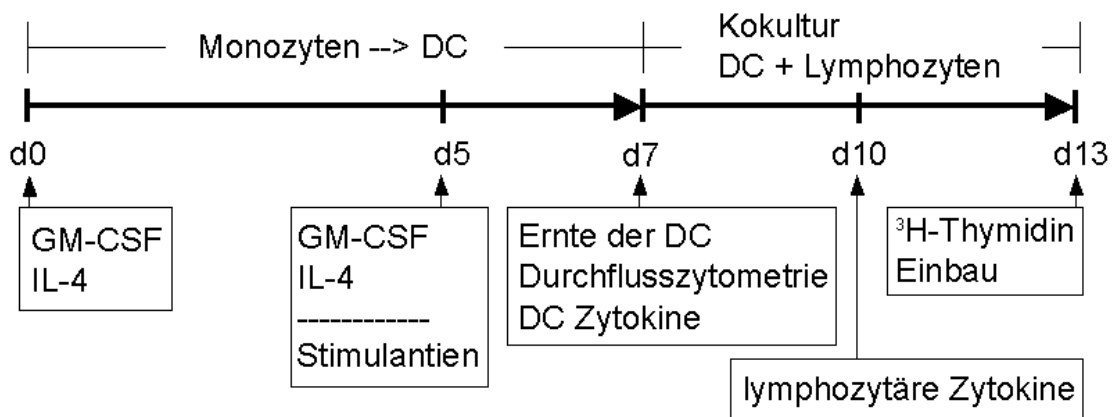 Monozyten --> DC
Kokultur
DC + Lymphozyten
d0
d5
d7
d10
d13
GM-CSF
IL-4
GM-CSF
IL-4
------------
Stimulantien
Ernte der DC
Durchflusszytometrie
DC Zytokine
³H-Thymidin
Einbau
lymphozytäre Zytokine